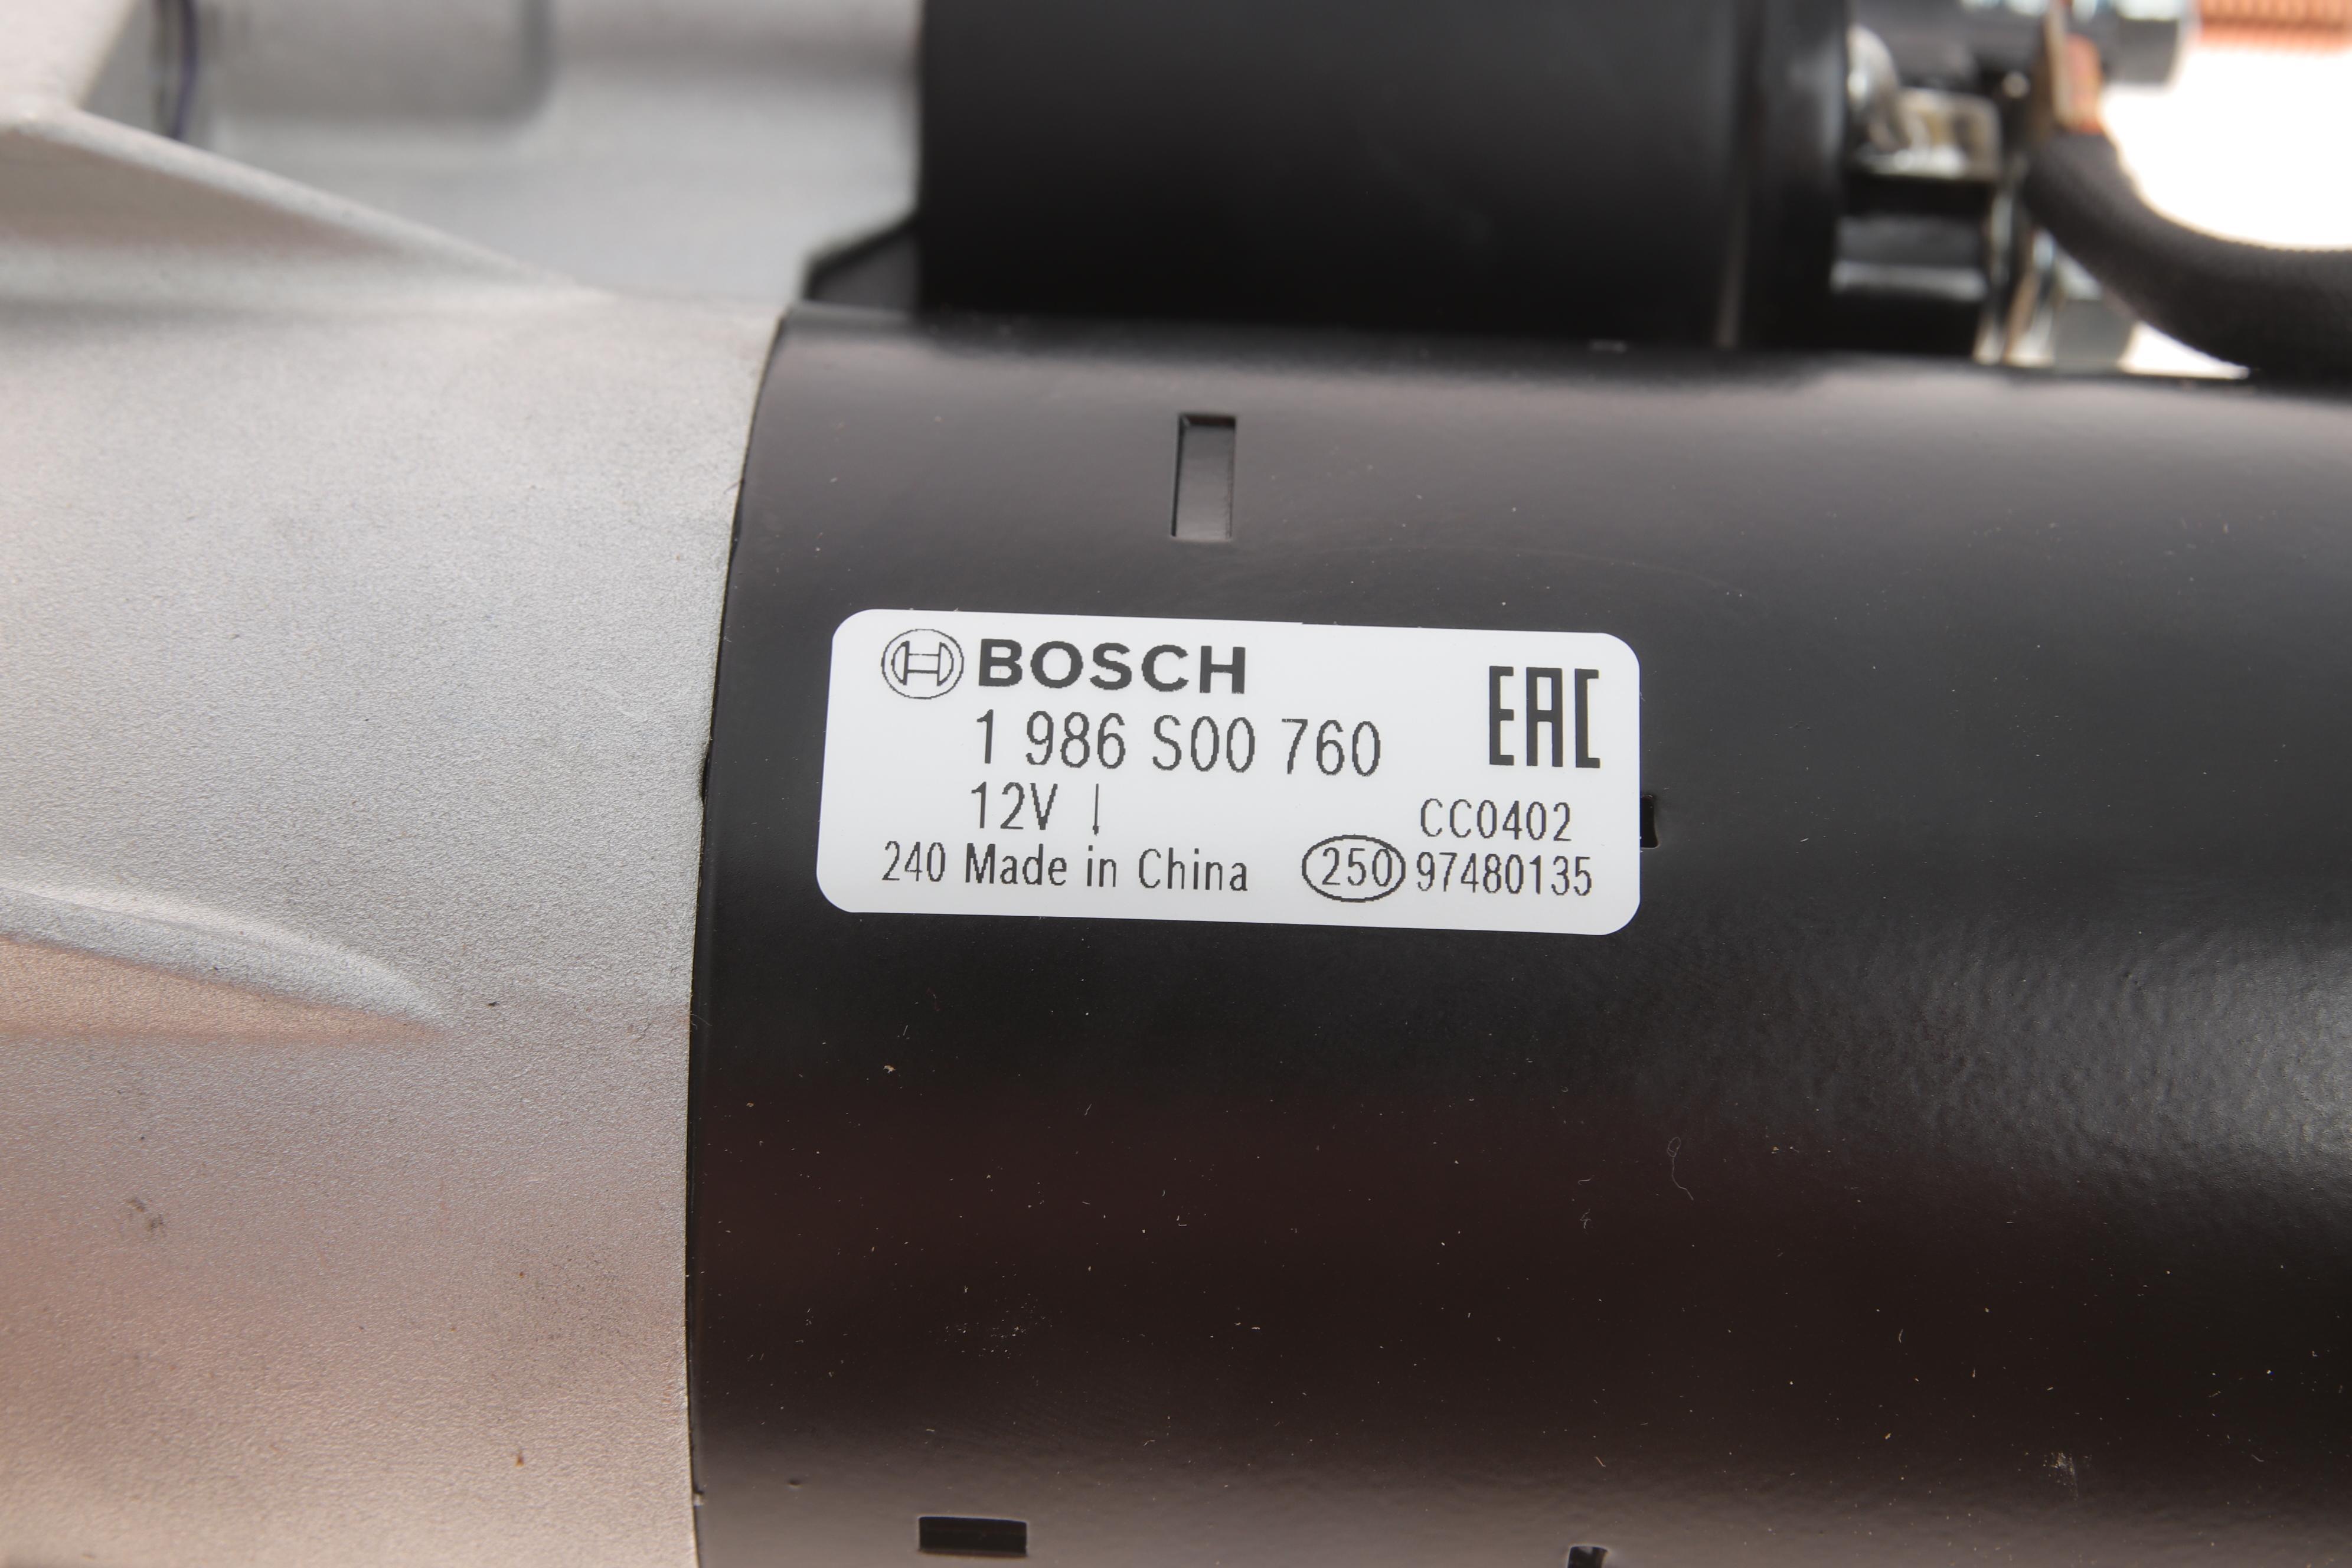 BOSCH
1 986 S00 760
EAC
12V
CC0402
240 Made in China
250 97480135